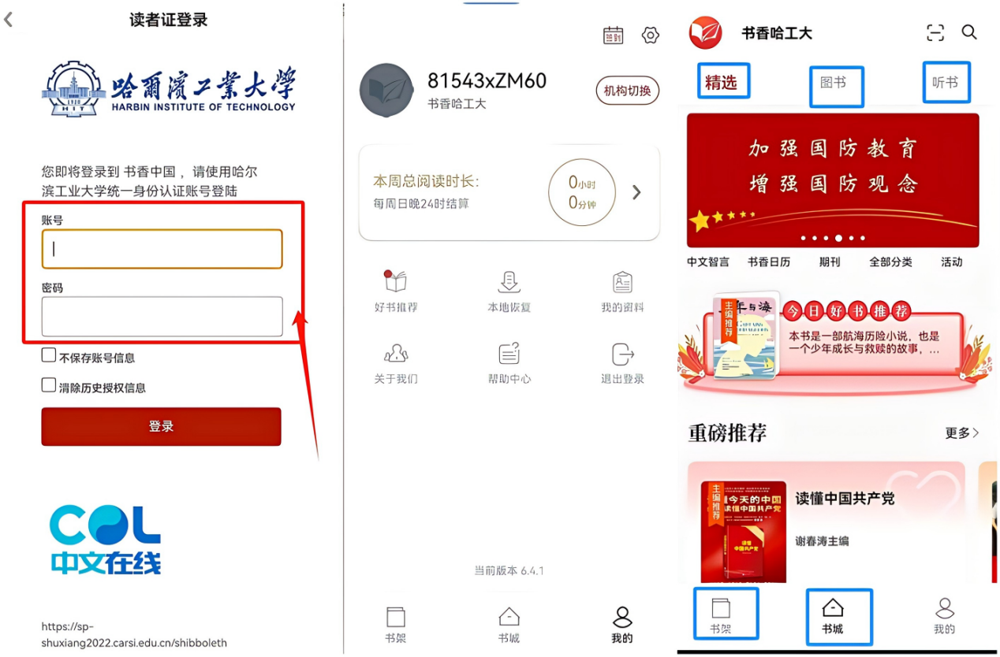 读者证登录
哈爾濱工業大學
HARBIN INSTITUTE OF TECHNOLOGY
1920
HIT
您即将登录到 书香中国 ，请使用哈尔
滨工业大学统一身份认证账号登陆
账号
密码
不保存账号信息
清除历史授权信息
登录
COL
中文在线
https://sp-
shuxiang2022.carsi.edu.cn/shibboleth
签到
81543xZM60
书香哈工大
机构切换
本周总阅读时长:
每周日晚24时结算
0小时
0分钟
好书推荐
本地恢复
我的资料
关于我们
帮助中心
退出登录
当前版本 6.4.1
书架
书城
我的
书香哈工大
精选
图书
听书
加强国防教育
增强国防观念
中文智言
书香日历
期刊
全部分类
活动
主编推荐
年与海
今日好书推荐
本书是一部航海历险小说，也是
一个少年成长与救赎的故事，...
重磅推荐
更多
主编推荐
今天的中国
读懂中国共产党
读懂
中国共产党
读懂中国共产党
谢春涛主编
书架
书城
我的